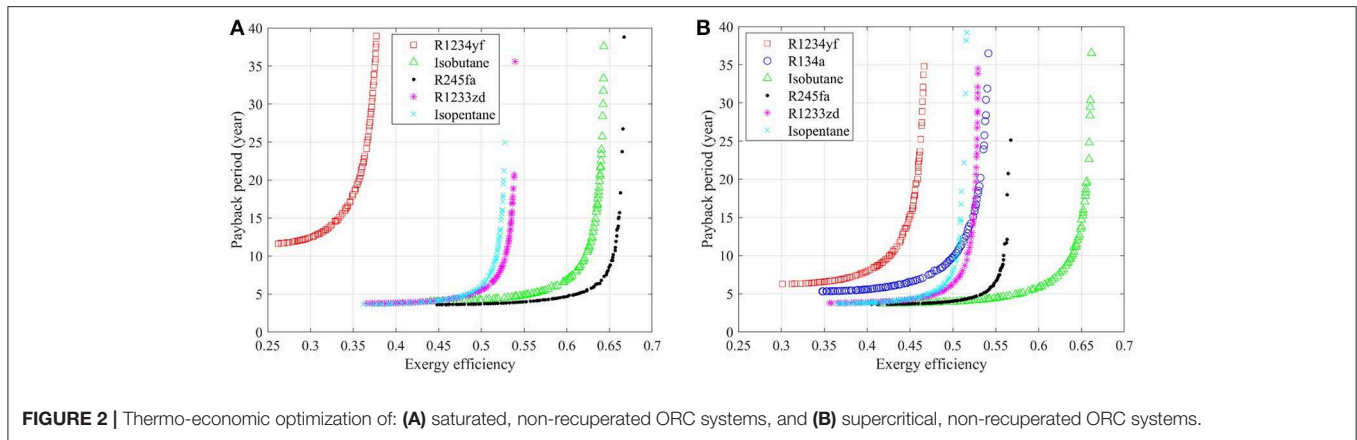 A
40
35
30
25
20
15
10
5
0
Payback period (year)
R1234yf
Isobutane
R245fa
R1233zd
Isopentane
0.25 0.3 0.35 0.4 0.45 0.5 0.55 0.6 0.65 0.7
Exergy efficiency
B
40
35
30
25
20
15
10
5
0
Payback period (year)
R1234yf
R134a
Isobutane
R245fa
R1233zd
Isopentane
0.25 0.3 0.35 0.4 0.45 0.5 0.55 0.6 0.65 0.7
Exergy efficiency
FIGURE 2 | Thermo-economic optimization of: (A) saturated, non-recuperated ORC systems, and (B) supercritical, non-recuperated ORC systems.